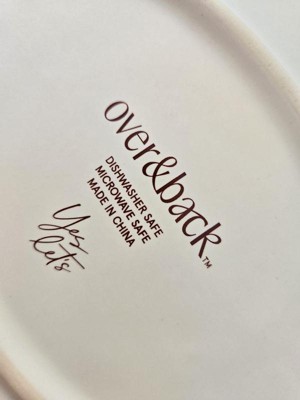 over&back™
DISHWASHER SAFE
MICROWAVE SAFE
MADE IN CHINA
Yes,
let's